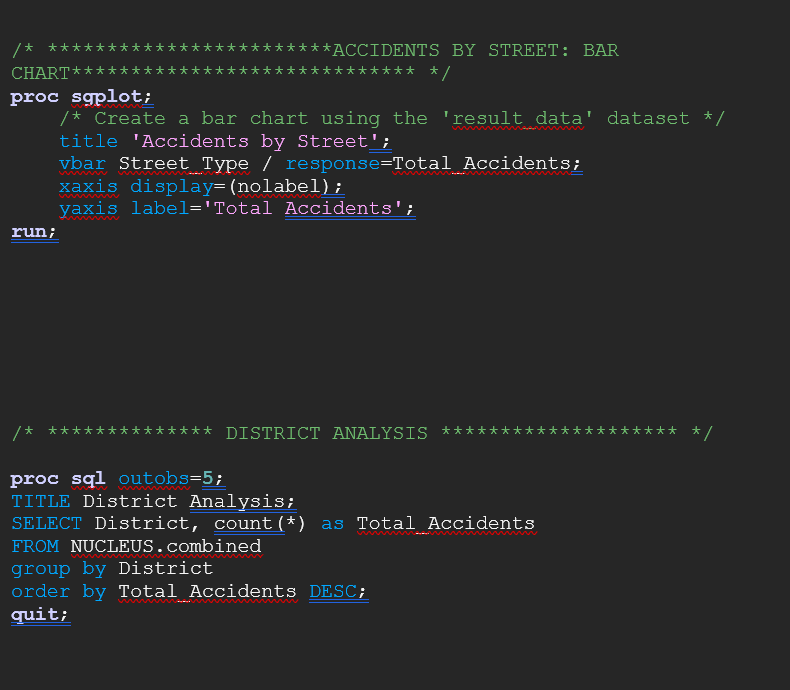 /* ************************ACCIDENTS BY STREET: BAR
CHART***************************** */
proc sgplot;
    /* Create a bar chart using the 'result_data' dataset */
    title 'Accidents by Street';
    vbar Street_Type / response=Total_Accidents;
    xaxis display=(nolabel);
    yaxis label='Total Accidents';
run;
/* ************** DISTRICT ANALYSIS ******************** */
proc sql outobs=5;
TITLE District Analysis;
SELECT District, count(*) as Total_Accidents
FROM NUCLEUS.combined
group by District
order by Total_Accidents DESC;
quit;